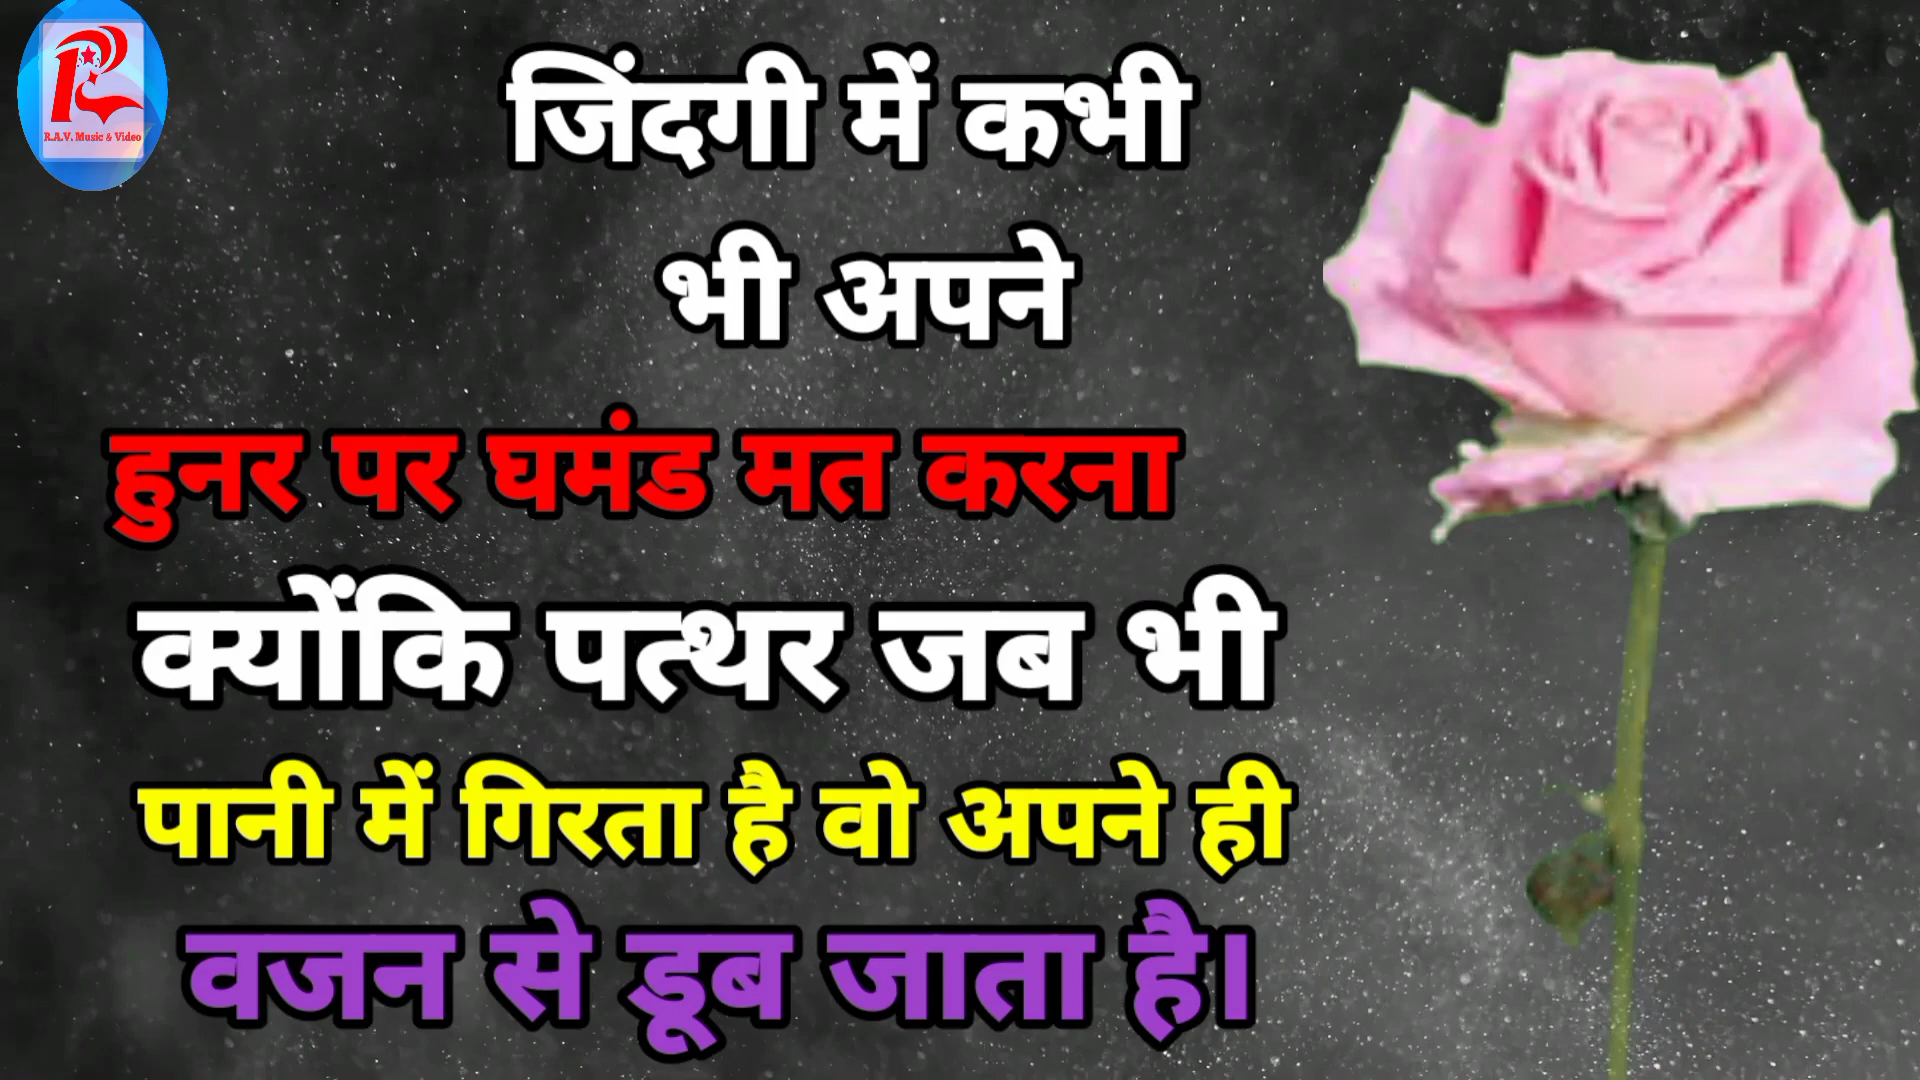 R.A.V. Music & Video
जिंदगी में कभी
भी अपने
हुनर पर घमंड मत करना
क्योंकि पत्थर जब भी
पानी में गिरता है वो अपने ही
वजन से डूब जाता है।